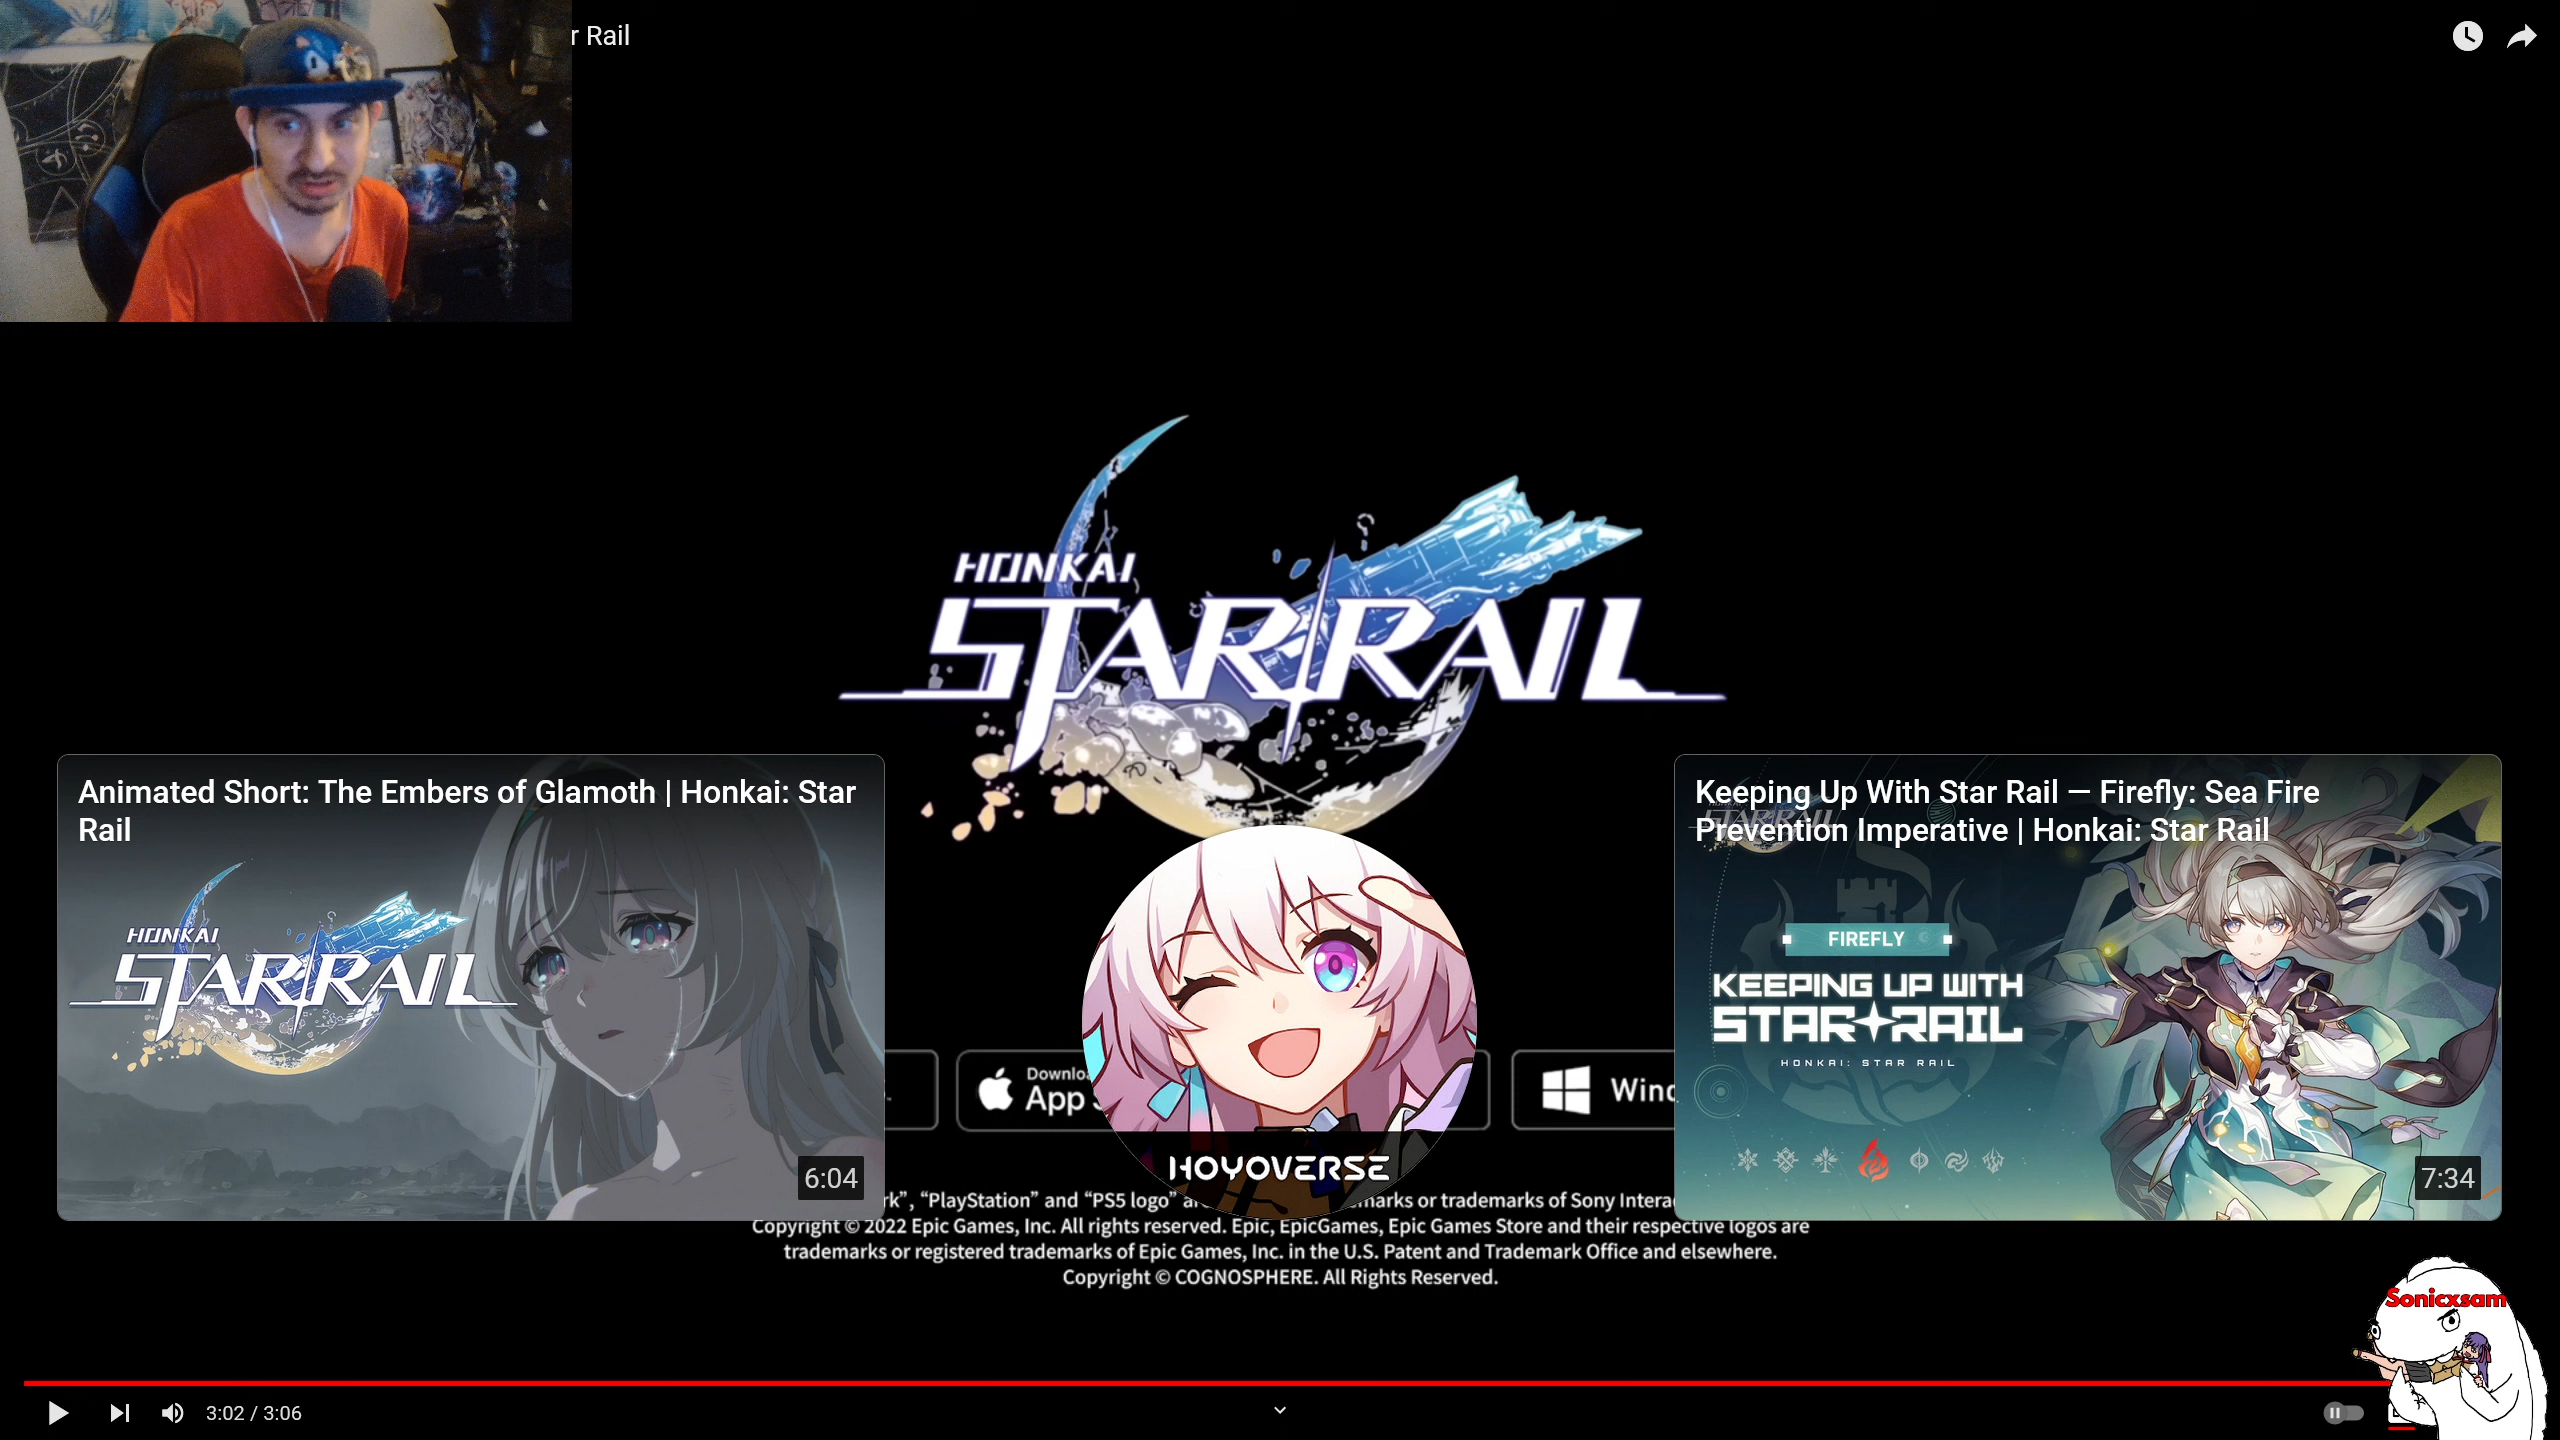 r Rail
HONKAI
STAR RAIL
Animated Short: The Embers of Glamoth | Honkai: Star
Rail
HONKAI
STAR RAIL
6:04
Keeping Up With Star Rail — Firefly: Sea Fire
Prevention Imperative | Honkai: Star Rail
FIREFLY
KEEPING UP WITH
STAR RAIL
HONKAI: STAR RAIL
7:34
App
Wind
HOYOVERSE
rk”, “PlayStation” and “PS5 logo” marks or trademarks of Sony
Copyright © 2022 Epic Games, Inc. All rights reserved. Epic, EpicGames, Epic Games Store and their respective logos are
trademarks or registered trademarks of Epic Games, Inc. in the U.S. Patent and Trademark Office and elsewhere.
Copyright © COGNOSPHERE. All Rights Reserved.
Sonicxsam
3:02 / 3:06